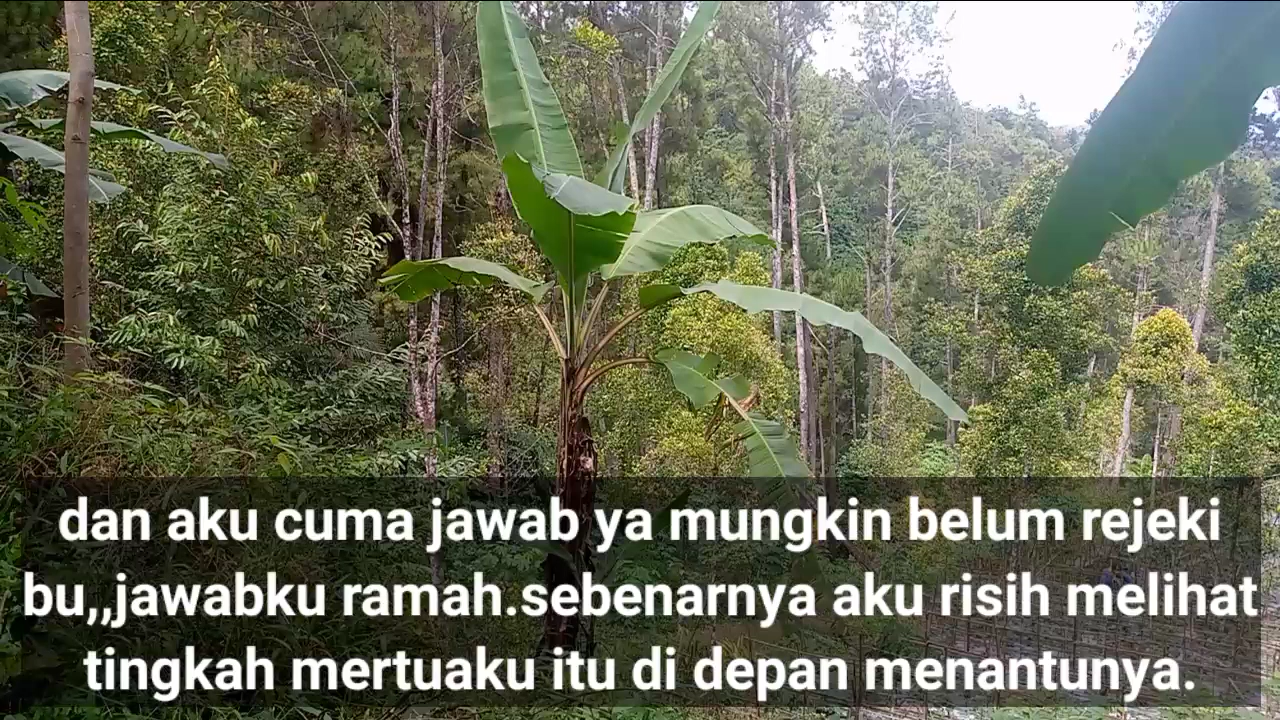 dan aku cuma jawab ya mungkin belum rejeki
bu,,jawabku ramah.sebenarnya aku risih melihat
tingkah mertuaku itu di depan menantunya.